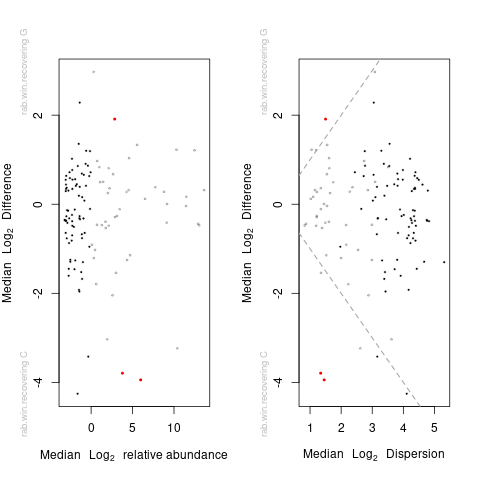 rab.win.recovering G
rab.win.recovering C
Median Log2 Difference
2
0
-2
-4
0 5 10
Median Log2 relative abundance
rab.win.recovering G
rab.win.recovering C
Median Log2 Difference
2
0
-2
-4
1 2 3 4 5
Median Log2 Dispersion